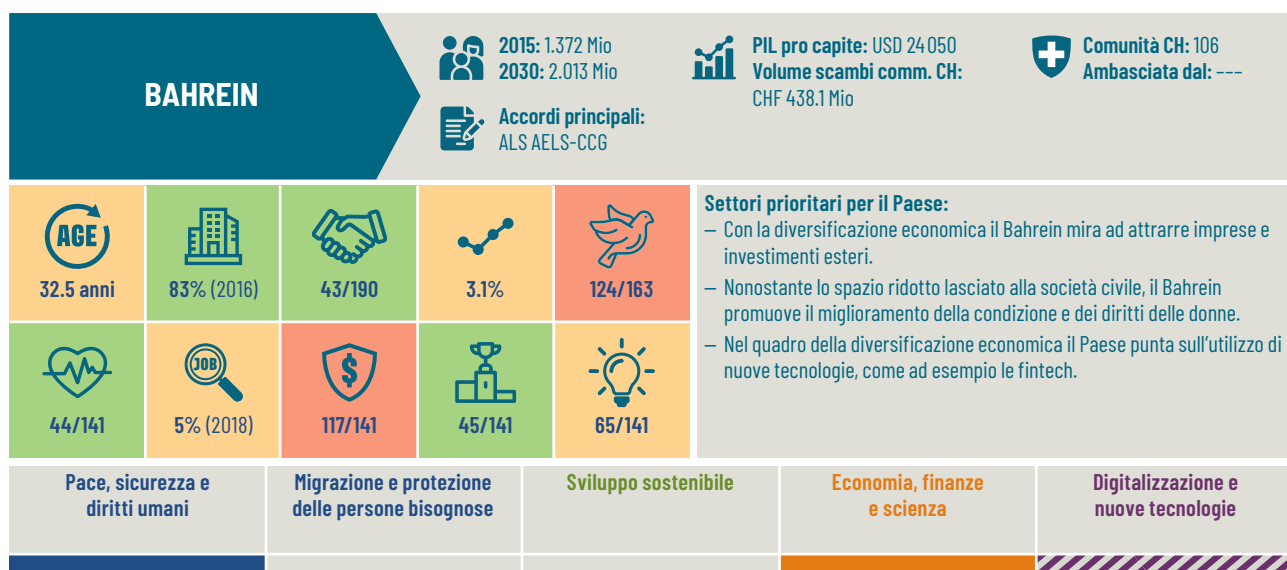 BAHREIN
2015: 1.372 Mio
2030: 2.013 Mio
Accordi principali:
ALS AELS-CCG
PIL pro capite: USD 24 050
Volume scambi comm. CH:
CHF 438.1 Mio
Comunità CH: 106
Ambasciata dal: –––
AGE
32.5 anni
83% (2016)
43/190
3.1%
124/163
44/141
JOB
5% (2018)
$
117/141
45/141
65/141
Settori prioritari per il Paese:
– Con la diversificazione economica il Bahrein mira ad attrarre imprese e
investimenti esteri.
– Nonostante lo spazio ridotto lasciato alla società civile, il Bahrein
promuove il miglioramento della condizione e dei diritti delle donne.
– Nel quadro della diversificazione economica il Paese punta sull'utilizzo di
nuove tecnologie, come ad esempio le fintech.
Pace, sicurezza e
diritti umani
Migrazione e protezione
delle persone bisognose
Sviluppo sostenibile
Economia, finanze
e scienza
Digitalizzazione e
nuove tecnologie